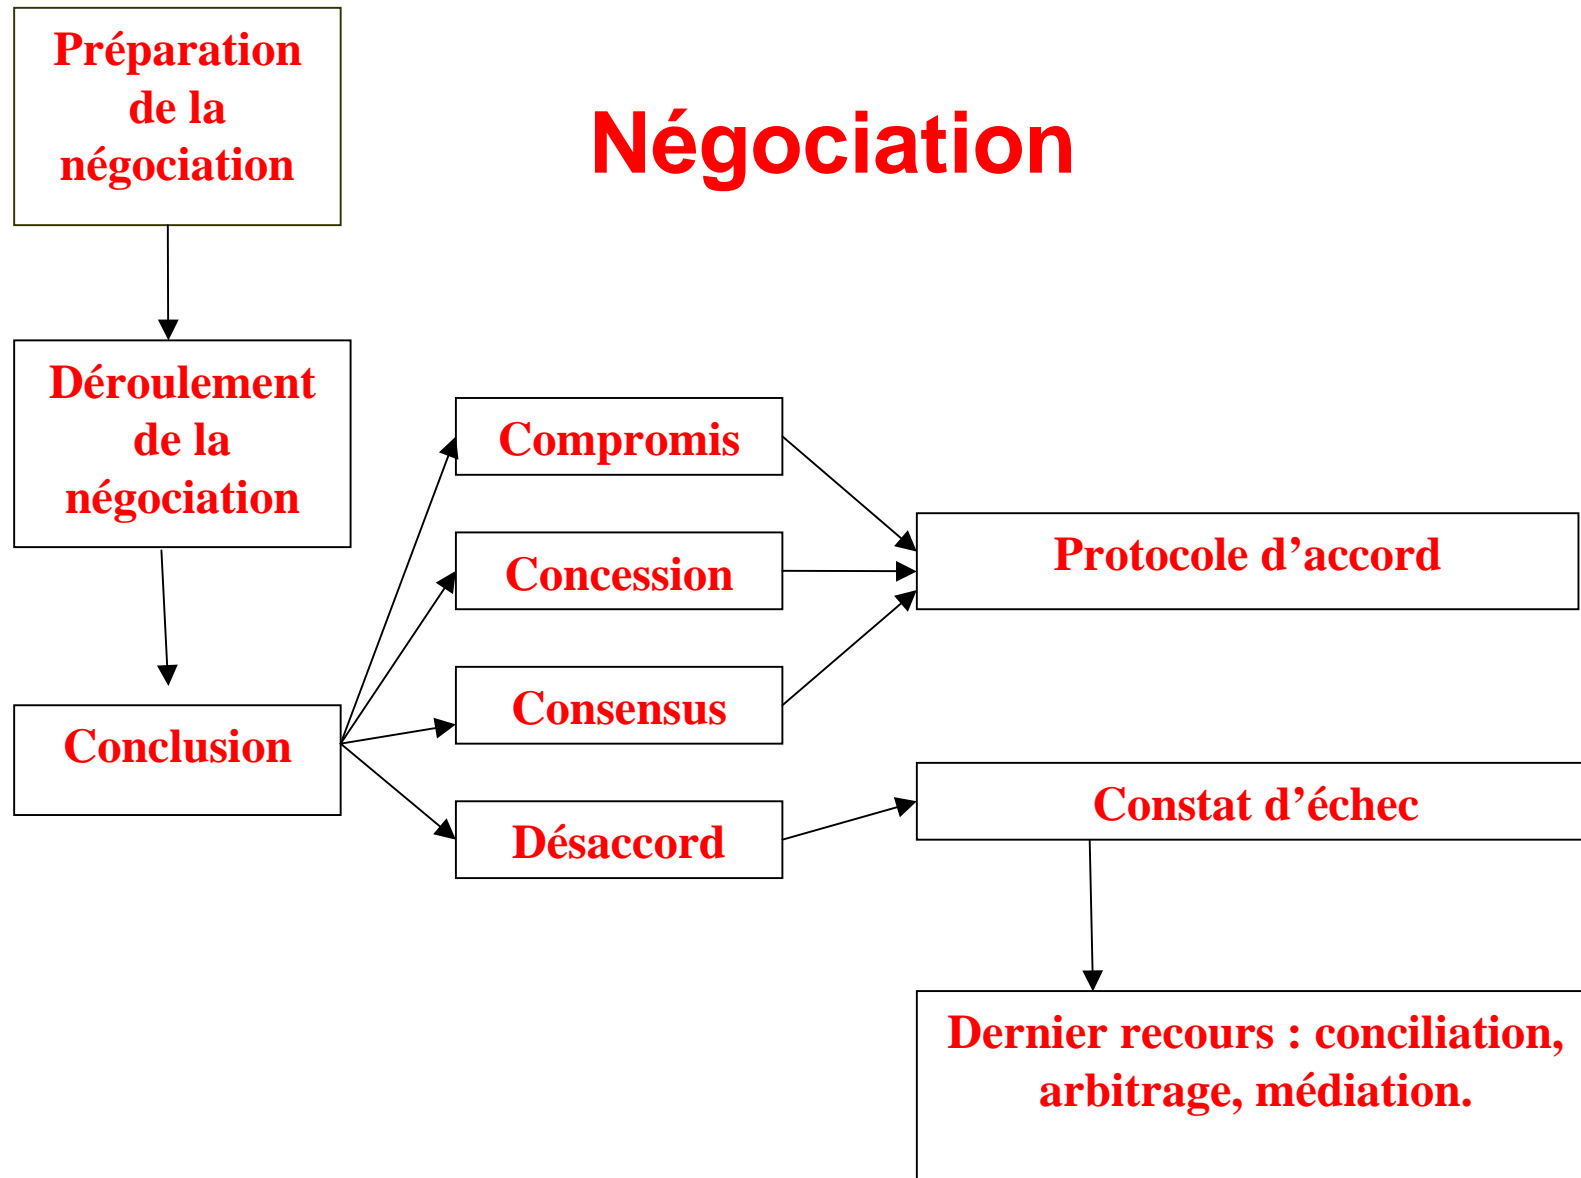 Préparation
de la
négociation
Négociation
Déroulement
de la
négociation
Compromis
Concession
Protocole d’accord
Consensus
Conclusion
Constat d’échec
Désaccord
Dernier recours : conciliation,
arbitrage, médiation.